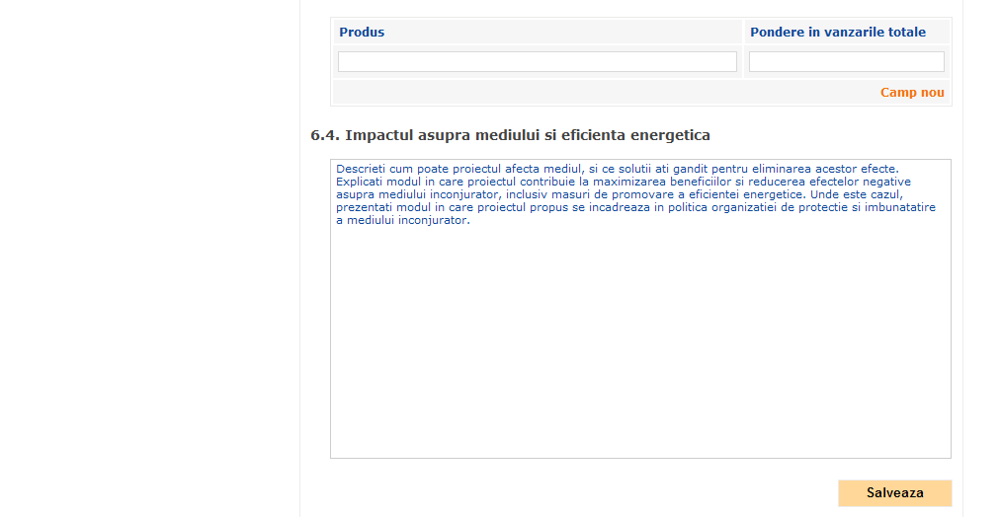 Produs
Pondere in vanzarile totale
Camp nou
6.4. Impactul asupra mediului si eficienta energetica
Descrieti cum poate proiectul afecta mediul, si ce solutii ati gandit pentru eliminarea acestor efecte.
Explicati modul in care proiectul contribuie la maximizarea beneficiilor si reducerea efectelor negative
asupra mediului inconjurator, inclusiv masuri de promovare a eficientei energetice. Unde este cazul,
prezentati modul in care proiectul propus se incadreaza in politica organizatiei de protectie si imbunatatire
a mediului inconjurator.
Salveaza